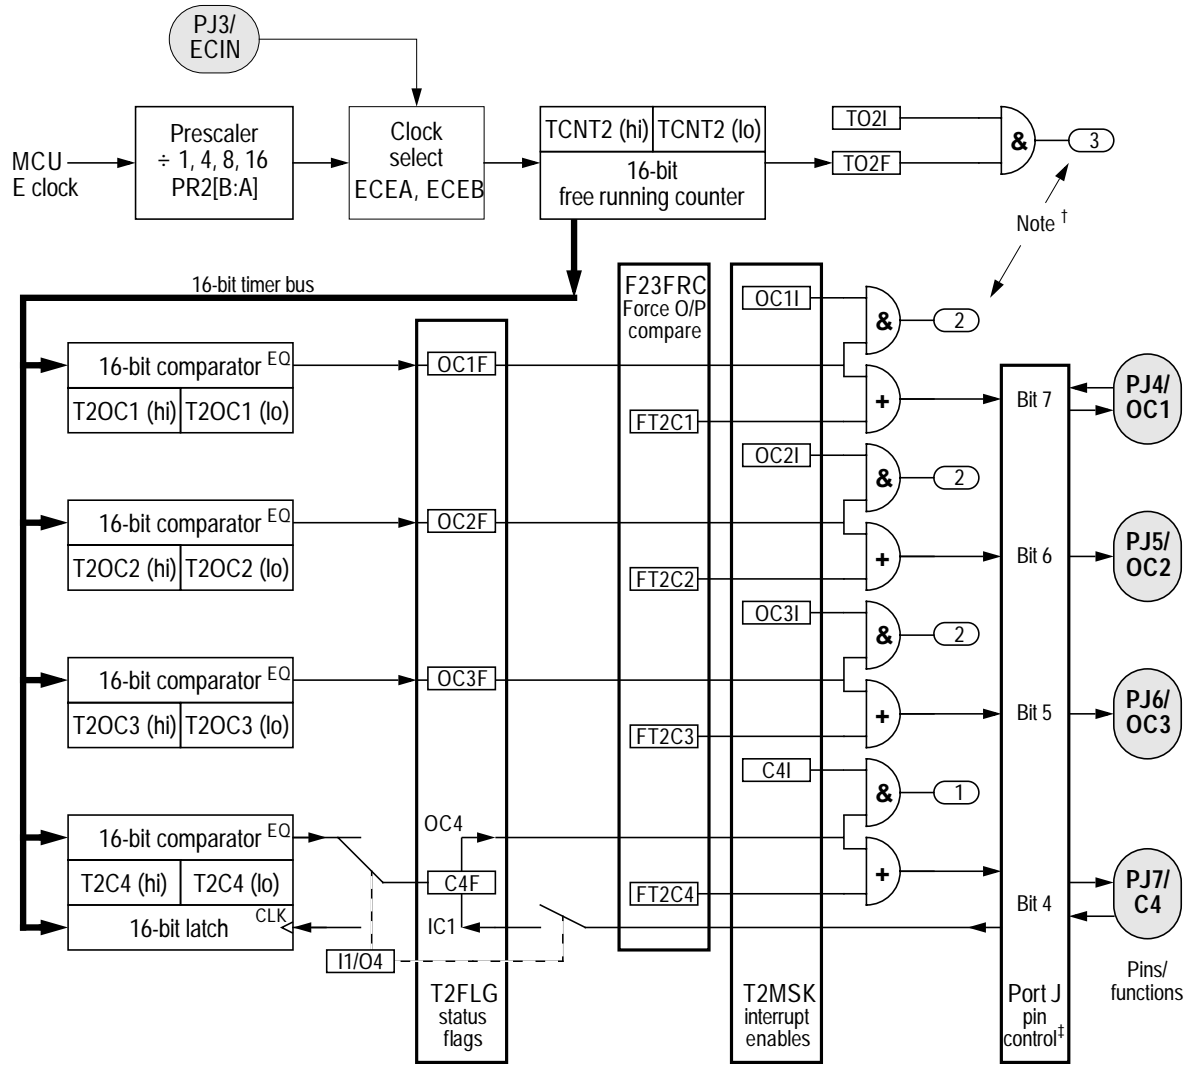 PJ3/
ECIN
MCU
E clock
Prescaler
÷ 1, 4, 8, 16
PR2[B:A]
Clock
select
ECEA, ECEB
TCNT2 (hi) TCNT2 (lo)
16-bit
free running counter
TO2I
TO2F
&
3
Note †
16-bit timer bus
F23FRC
Force O/P
compare
OC1I
&
2
16-bit comparator EQ
T2OC1 (hi) T2OC1 (lo)
OC1F
FT2C1
+
Bit 7
PJ4/
OC1
OC2I
&
2
16-bit comparator EQ
T2OC2 (hi) T2OC2 (lo)
OC2F
FT2C2
+
Bit 6
PJ5/
OC2
OC3I
&
2
16-bit comparator EQ
T2OC3 (hi) T2OC3 (lo)
OC3F
FT2C3
+
Bit 5
PJ6/
OC3
C4I
&
1
16-bit comparator EQ
T2C4 (hi) T2C4 (lo)
16-bit latch CLK
OC4
C4F
IC1
FT2C4
+
Bit 4
PJ7/
C4
I1/O4
T2FLG
status
flags
T2MSK
interrupt
enables
Port J
pin
control‡
Pins/
functions